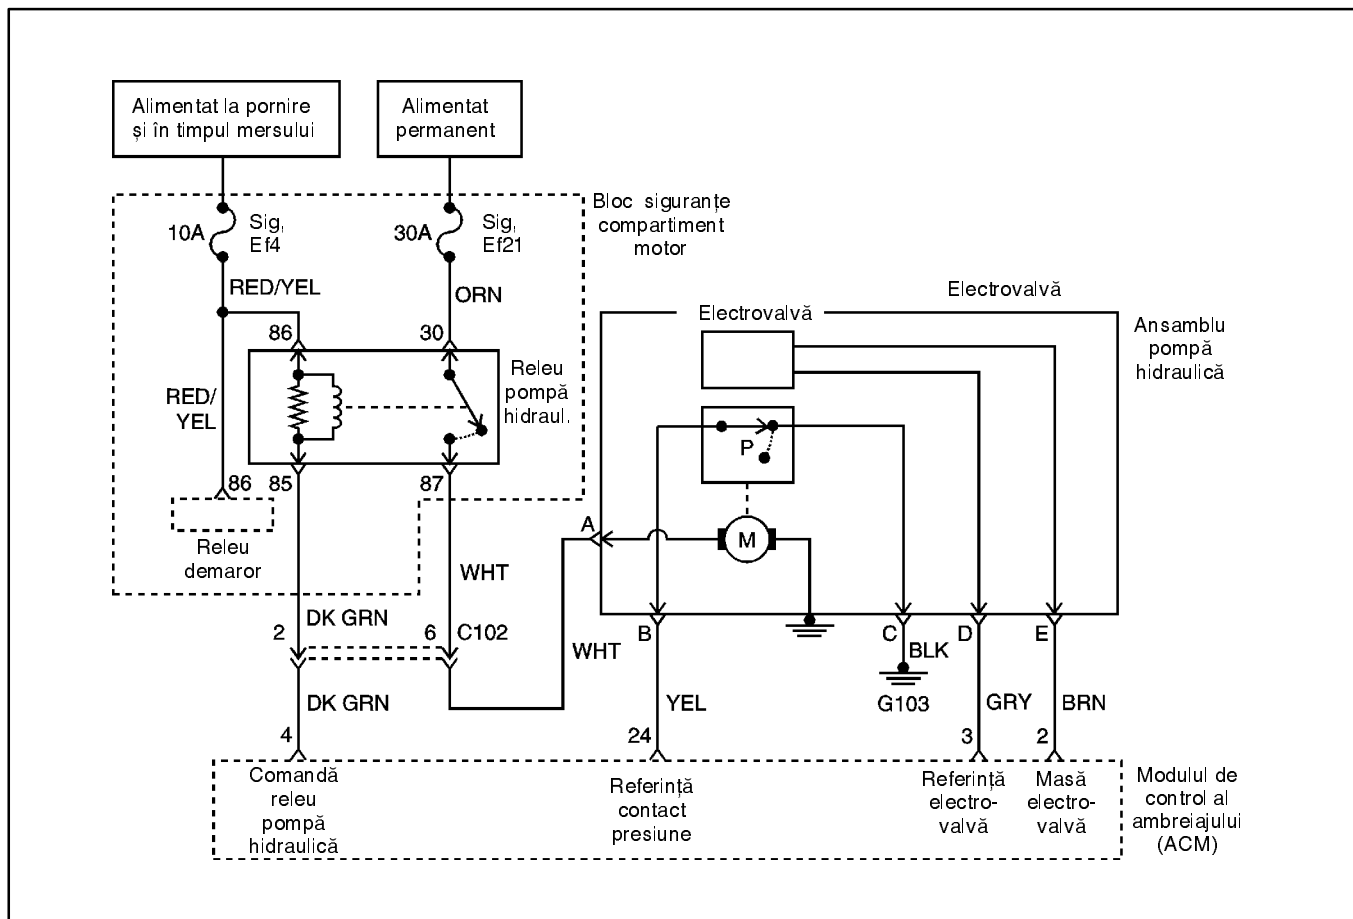 Alimentat la pornire
și în timpul mersului
Alimentat
permanent
Bloc siguranțe
compartiment
motor
10A
Sig,
Ef4
30A
Sig,
Ef21
RED/YEL
ORN
Electrovalvă
Electrovalvă
Ansamblu
pompă
hidraulică
86
30
Releu
pompă
hidraul.
RED/
YEL
P
86
85
87
A
M
Releu
demaror
WHT
DK GRN
2
6
C102
WHT
B
C
D
E
BLK
DK GRN
YEL
G103
GRY
BRN
4
24
3
2
Comandă
releu
pompă
hidraulică
Referință
contact
presiune
Referință
electro-
valvă
Masă
electro-
valvă
Modulul de
control al
ambreiajului
(ACM)